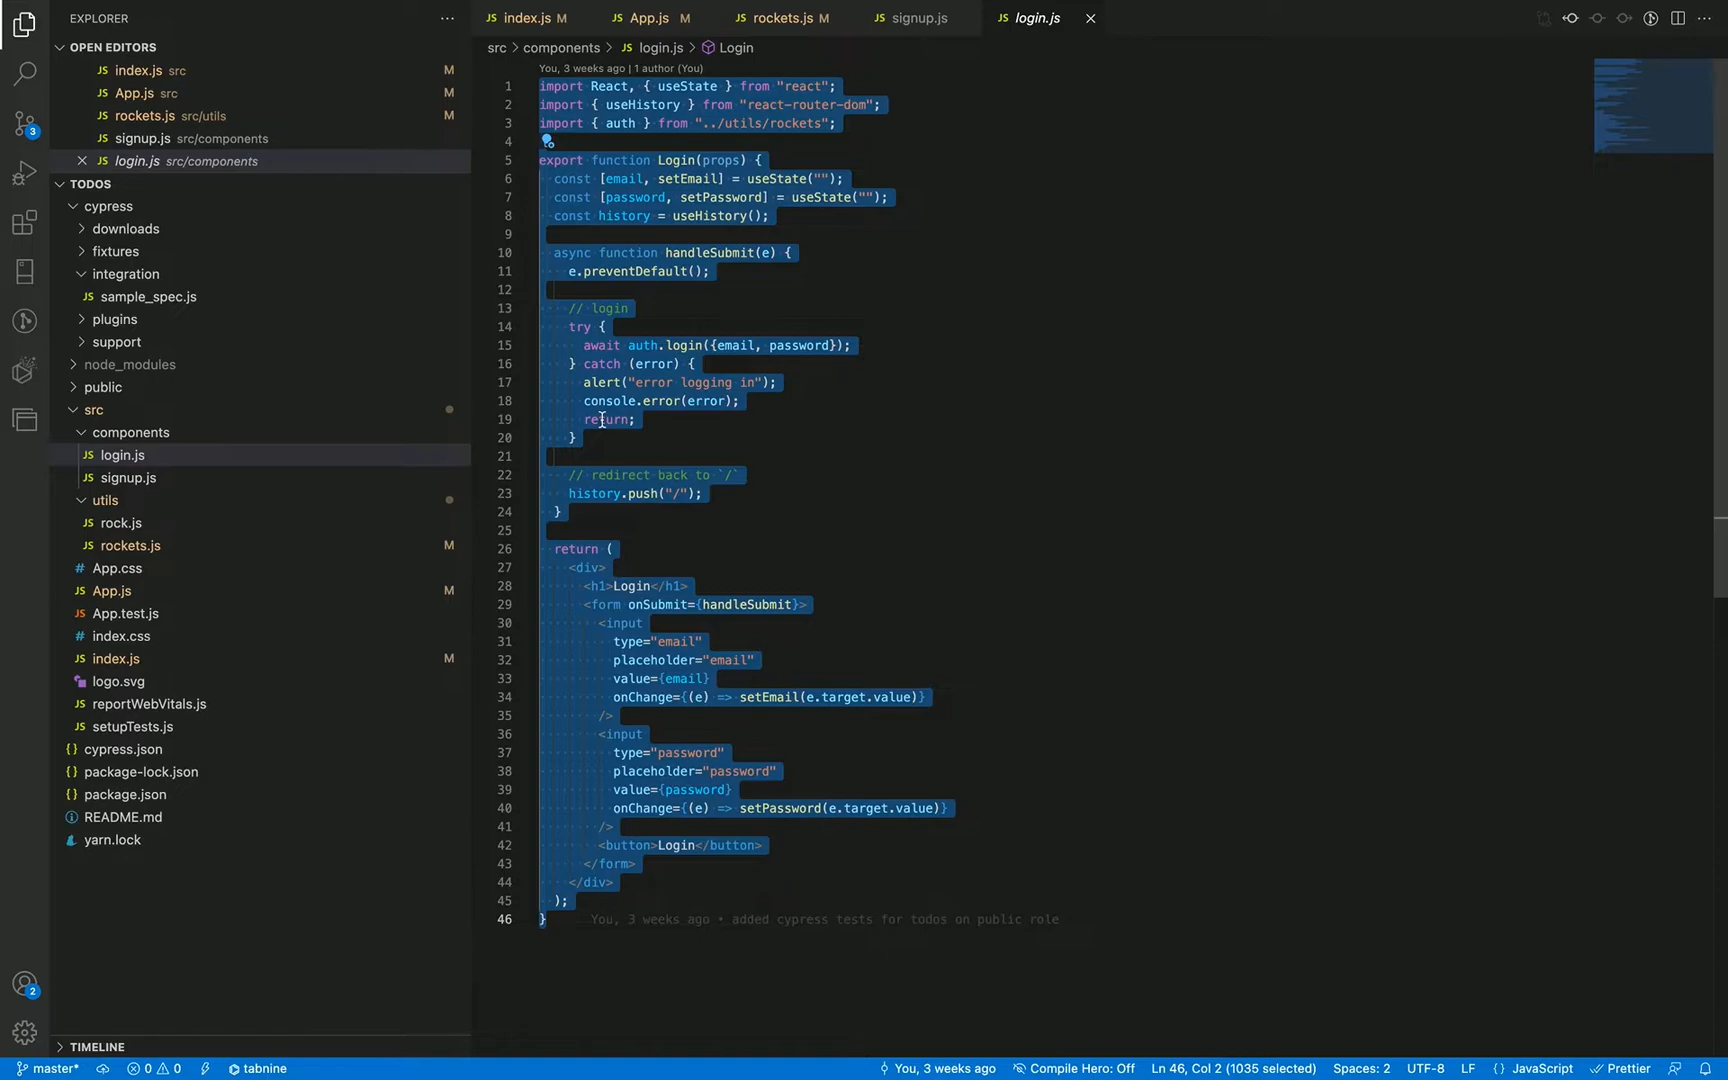 EXPLORER
OPEN EDITORS
index.js src M
App.js src M
rockets.js src/utils M
signup.js src/components
login.js src/components
TODOS
cypress
downloads
fixtures
integration
sample_spec.js
plugins
support
node_modules
public
src
components
login.js
signup.js
utils
rock.js
rockets.js M
App.css
App.js M
App.test.js
index.css
index.js M
logo.svg
reportWebVitals.js
setupTests.js
cypress.json
package-lock.json
package.json
README.md
yarn.lock
TIMELINE
3
2
index.js M App.js M rockets.js M signup.js login.js
src > components > JS login.js > Login
You, 3 weeks ago | 1 author (You)
1 import React, { useState } from "react";
2 import { useHistory } from "react-router-dom";
3 import { auth } from "../utils/rockets";
4
5 export function Login(props) {
6 const [email, setEmail] = useState("");
7 const [password, setPassword] = useState("");
8 const history = useHistory();
9
10 async function handleSubmit(e) {
11 e.preventDefault();
12
13 // login
14 try {
15 await auth.login({email, password});
16 } catch (error) {
17 alert("error logging in");
18 console.error(error);
19 return;
20 }
21
22 // redirect back to `/`
23 history.push("/");
24 }
25
26 return (
27 <div>
28 <h1>Login</h1>
29 <form onSubmit={handleSubmit}>
30 <input
31 type="email"
32 placeholder="email"
33 value={email}
34 onChange={(e) => setEmail(e.target.value)}
35 />
36 <input
37 type="password"
38 placeholder="password"
39 value={password}
40 onChange={(e) => setPassword(e.target.value)}
41 />
42 <button>Login</button>
43 </form>
44 </div>
45 );
46 } You, 3 weeks ago • added cypress tests for todos on public role
master* 0 0 tabnine You, 3 weeks ago Compile Hero: Off Ln 46, Col 2 (1035 selected) Spaces: 2 UTF-8 LF {} JavaScript Prettier